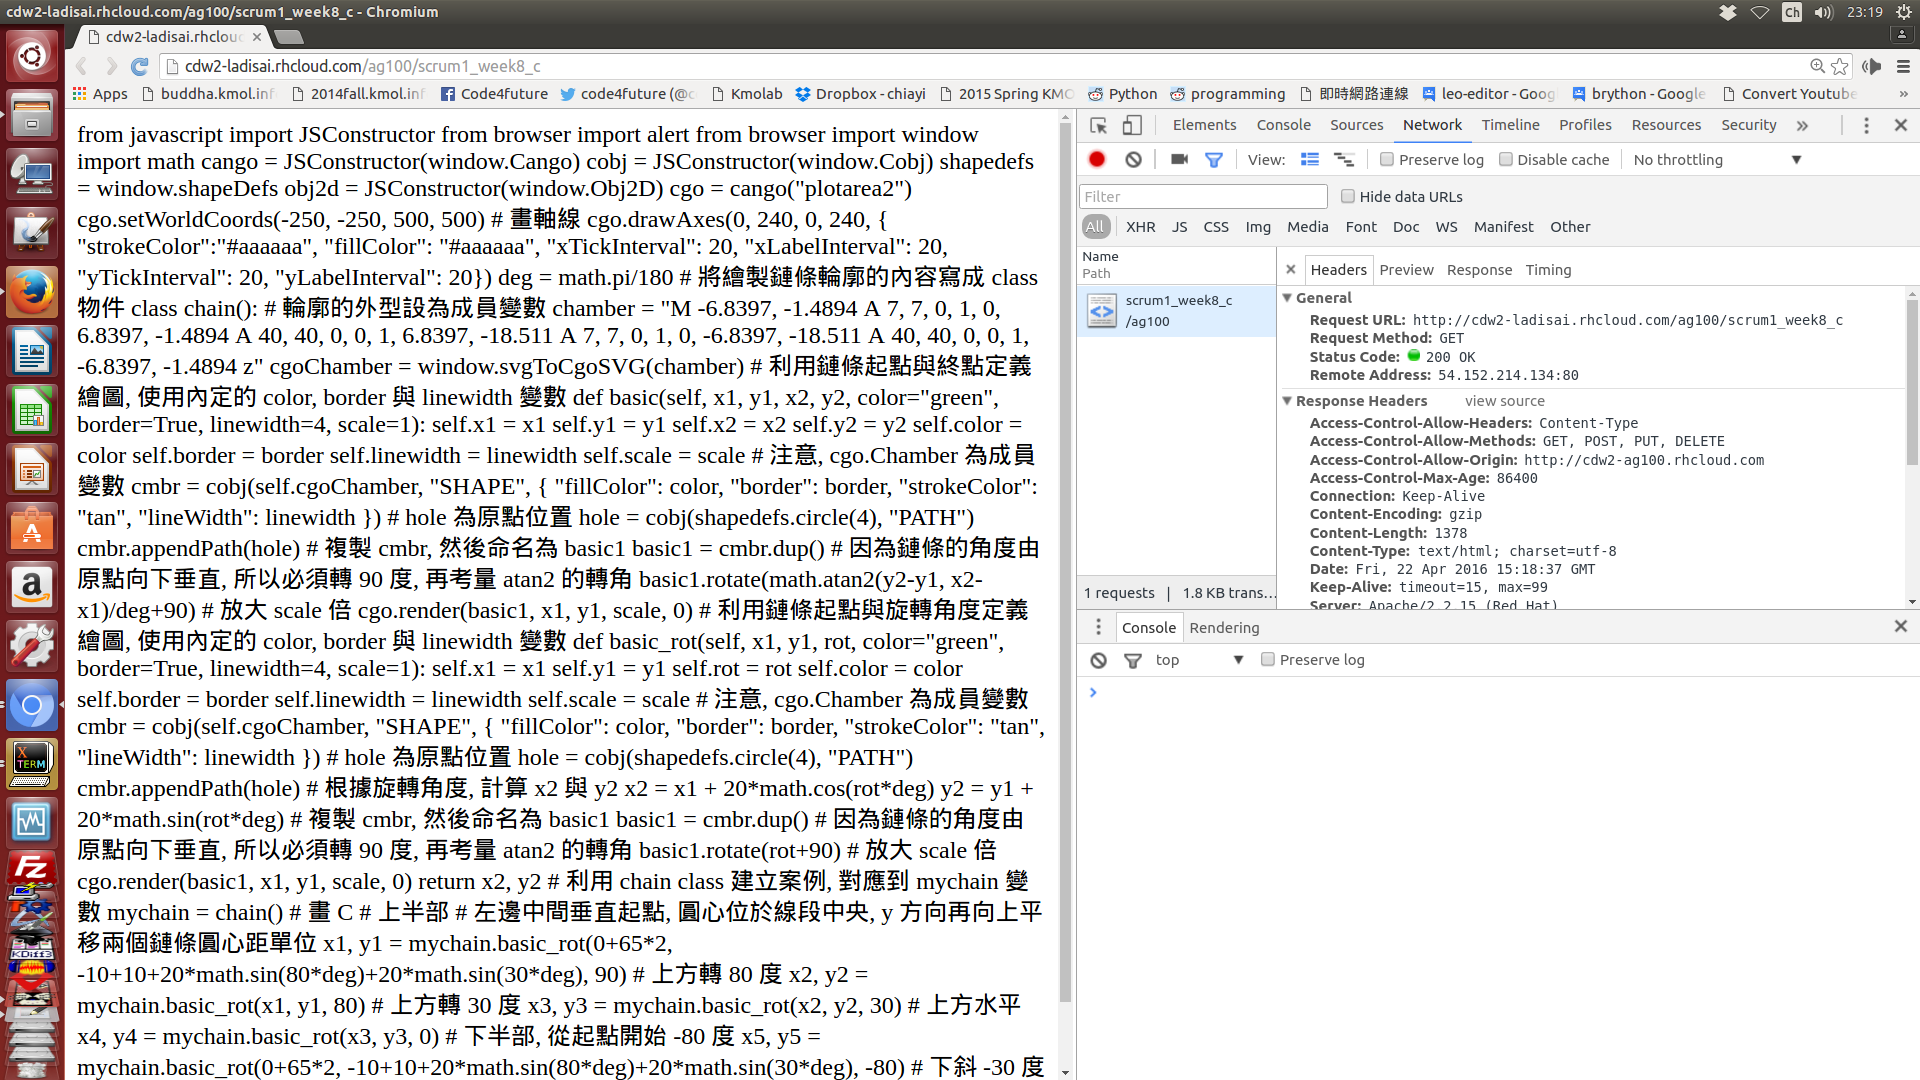 cdw2-ladisai.rhcloud.com/ag100/scrum1_week8_c - Chromium
Ch
23:19
cdw2-ladisai.rhclou
cdw2-ladisai.rhcloud.com/ag100/scrum1_week8_c
Apps buddha.kmol.inf 2014fall.kmol.inf Code4future code4future (@c Kmolab Dropbox - chiayi 2015 Spring KMO Python programming 即時網路連線 leo-editor - Goog brython - Google Convert Youtube »
from javascript import JSConstructor from browser import alert from browser import window
import math cango = JSConstructor(window.Cango) cobj = JSConstructor(window.Cobj) shapedefs
= window.shapeDefs obj2d = JSConstructor(window.Obj2D) cgo = cango("plotarea2")
cgo.setWorldCoords(-250, -250, 500, 500) # 畫軸線 cgo.drawAxes(0, 240, 0, 240, {
"strokeColor":"#aaaaaa", "fillColor": "#aaaaaa", "xTickInterval": 20, "xLabelInterval": 20,
"yTickInterval": 20, "yLabelInterval": 20}) deg = math.pi/180 # 將繪製鏈條輪廓的內容寫成 class
物件 class chain(): # 輪廓的外型設為成員變數 chamber = "M -6.8397, -1.4894 A 7, 7, 0, 1, 0,
6.8397, -1.4894 A 40, 40, 0, 0, 1, 6.8397, -18.511 A 7, 7, 0, 1, 0, -6.8397, -18.511 A 40, 40, 0, 0, 1,
-6.8397, -1.4894 z" cgoChamber = window.svgToCgoSVG(chamber) # 利用鏈條起點與終點定義
繪圖, 使用內定的 color, border 與 linewidth 變數 def basic(self, x1, y1, x2, y2, color="green",
border=True, linewidth=4, scale=1): self.x1 = x1 self.y1 = y1 self.x2 = x2 self.y2 = y2 self.color =
color self.border = border self.linewidth = linewidth self.scale = scale # 注意, cgo.Chamber 為成員
變數 cmbr = cobj(self.cgoChamber, "SHAPE", { "fillColor": color, "border": border, "strokeColor":
"tan", "lineWidth": linewidth }) # hole 為原點位置 hole = cobj(shapedefs.circle(4), "PATH")
cmbr.appendPath(hole) # 複製 cmbr, 然後命名為 basic1 basic1 = cmbr.dup() # 因為鏈條的角度由
原點向下垂直, 所以必須轉 90 度, 再考量 atan2 的轉角 basic1.rotate(math.atan2(y2-y1, x2-
x1)/deg+90) # 放大 scale 倍 cgo.render(basic1, x1, y1, scale, 0) # 利用鏈條起點與旋轉角度定義
繪圖, 使用內定的 color, border 與 linewidth 變數 def basic_rot(self, x1, y1, rot, color="green",
border=True, linewidth=4, scale=1): self.x1 = x1 self.y1 = y1 self.rot = rot self.color = color
self.border = border self.linewidth = linewidth self.scale = scale # 注意, cgo.Chamber 為成員變數
cmbr = cobj(self.cgoChamber, "SHAPE", { "fillColor": color, "border": border, "strokeColor": "tan",
"lineWidth": linewidth }) # hole 為原點位置 hole = cobj(shapedefs.circle(4), "PATH")
cmbr.appendPath(hole) # 根據旋轉角度, 計算 x2 與 y2 x2 = x1 + 20*math.cos(rot*deg) y2 = y1 +
20*math.sin(rot*deg) # 複製 cmbr, 然後命名為 basic1 basic1 = cmbr.dup() # 因為鏈條的角度由
原點向下垂直, 所以必須轉 90 度, 再考量 atan2 的轉角 basic1.rotate(rot+90) # 放大 scale 倍
cgo.render(basic1, x1, y1, scale, 0) return x2, y2 # 利用 chain class 建立案例, 對應到 mychain 變
數 mychain = chain() # 畫 C # 上半部 # 左邊中間垂直起點, 圓心位於線段中央, y 方向再向上平
移兩個鏈條圓心距單位 x1, y1 = mychain.basic_rot(0+65*2,
-10+10+20*math.sin(80*deg)+20*math.sin(30*deg), 90) # 上方轉 80 度 x2, y2 =
mychain.basic_rot(x1, y1, 80) # 上方轉 30 度 x3, y3 = mychain.basic_rot(x2, y2, 30) # 上方水平
x4, y4 = mychain.basic_rot(x3, y3, 0) # 下半部, 從起點開始 -80 度 x5, y5 =
mychain.basic_rot(0+65*2, -10+10+20*math.sin(80*deg)+20*math.sin(30*deg), -80) # 下斜 -30 度
Elements Console Sources Network Timeline Profiles Resources Security »
View: Preserve log Disable cache No throttling
Filter Hide data URLs
All XHR JS CSS Img Media Font Doc WS Manifest Other
Name
Path
scrum1_week8_c
/ag100
1 requests | 1.8 KB trans...
Headers Preview Response Timing
General
Request URL: http://cdw2-ladisai.rhcloud.com/ag100/scrum1_week8_c
Request Method: GET
Status Code: 200 OK
Remote Address: 54.152.214.134:80
Response Headers view source
Access-Control-Allow-Headers: Content-Type
Access-Control-Allow-Methods: GET, POST, PUT, DELETE
Access-Control-Allow-Origin: http://cdw2-ag100.rhcloud.com
Access-Control-Max-Age: 86400
Connection: Keep-Alive
Content-Encoding: gzip
Content-Length: 1378
Content-Type: text/html; charset=utf-8
Date: Fri, 22 Apr 2016 15:18:37 GMT
Keep-Alive: timeout=15, max=99
Server: Apache/2.2.15 (Red Hat)
Console Rendering
top Preserve log
X
TERM
Fz
KDiff3